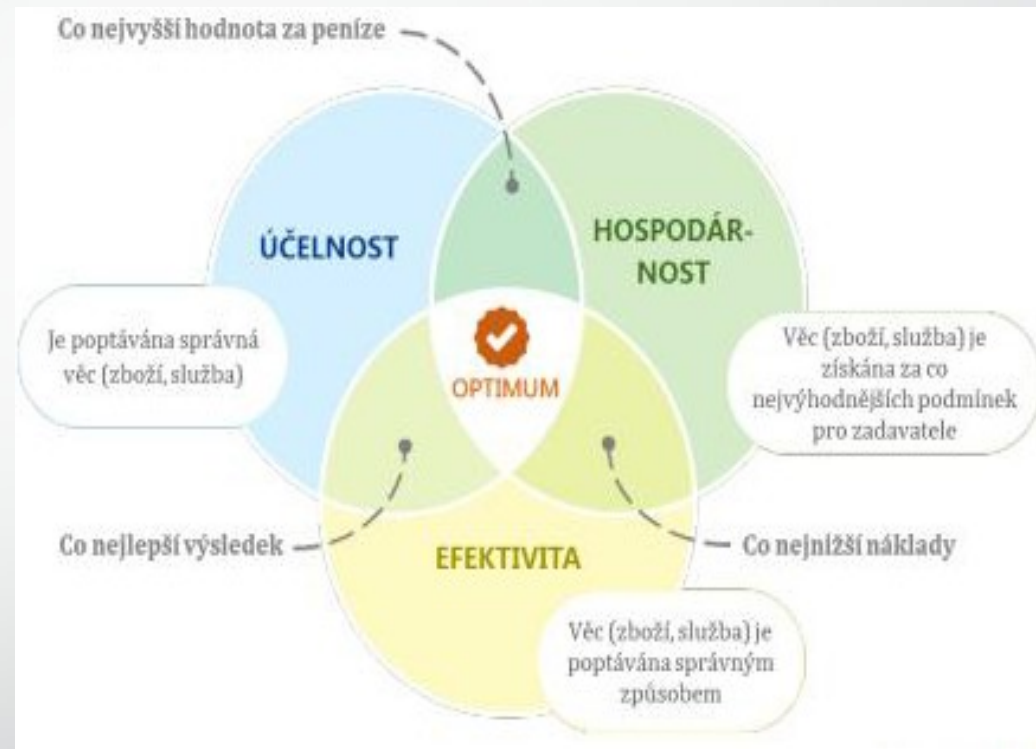 Co nejvyšší hodnota za peníze
ÚČELNOST
HOSPODÁR-
NOST
Je poptávána správná
věc (zboží, služba)
OPTIMUM
Věc (zboží, služba) je
získána za co
nejvýhodnějších podmínek
pro zadavatele
Co nejlepší výsledek
EFEKTIVITA
Co nejnižší náklady
Věc (zboží, služba) je
poptávána správným
způsobem